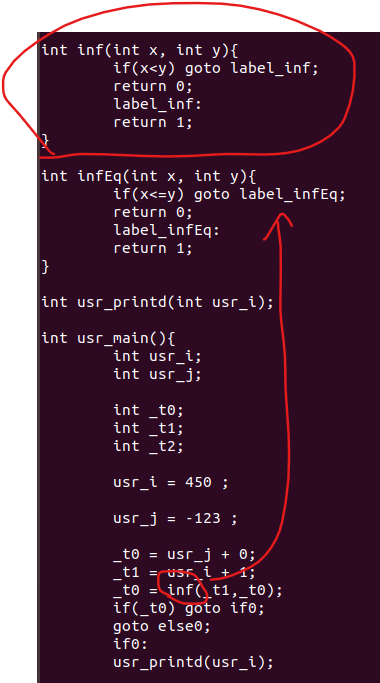 int inf(int x, int y){
if(x<y) goto label_inf;
return 0;
label_inf:
return 1;
}
int infEq(int x, int y){
if(x<=y) goto label_infEq;
return 0;
label_infEq:
return 1;
}
int usr_printd(int usr_i);
int usr_main(){
int usr_i;
int usr_j;
int _t0;
int _t1;
int _t2;
usr_i = 450 ;
usr_j = -123 ;
_t0 = usr_j + 0;
_t1 = usr_i + 1;
_t0 = inf(_t1,_t0);
if(_t0) goto if0;
goto else0;
if0:
usr_printd(usr_i);